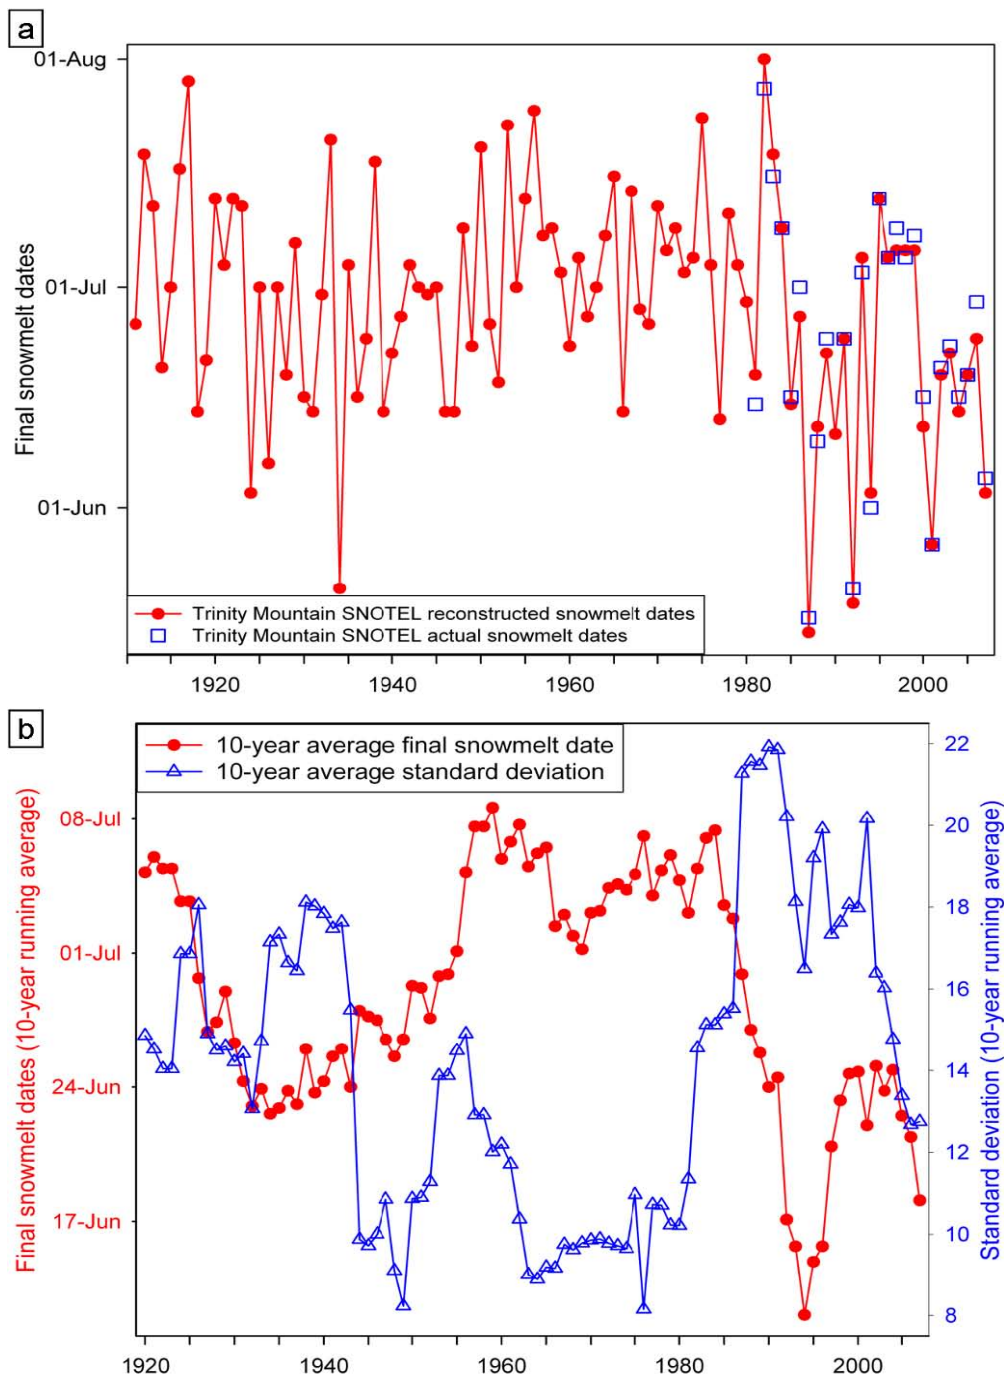 a
01-Aug
01-Jul
01-Jun
Final snowmelt dates
Trinity Mountain SNOTEL reconstructed snowmelt dates
Trinity Mountain SNOTEL actual snowmelt dates
1920 1940 1960 1980 2000
b
10-year average final snowmelt date
10-year average standard deviation
08-Jul
01-Jul
24-Jun
17-Jun
Final snowmelt dates (10-year running average)
22
20
18
16
14
12
10
8
Standard deviation (10-year running average)
1920 1940 1960 1980 2000